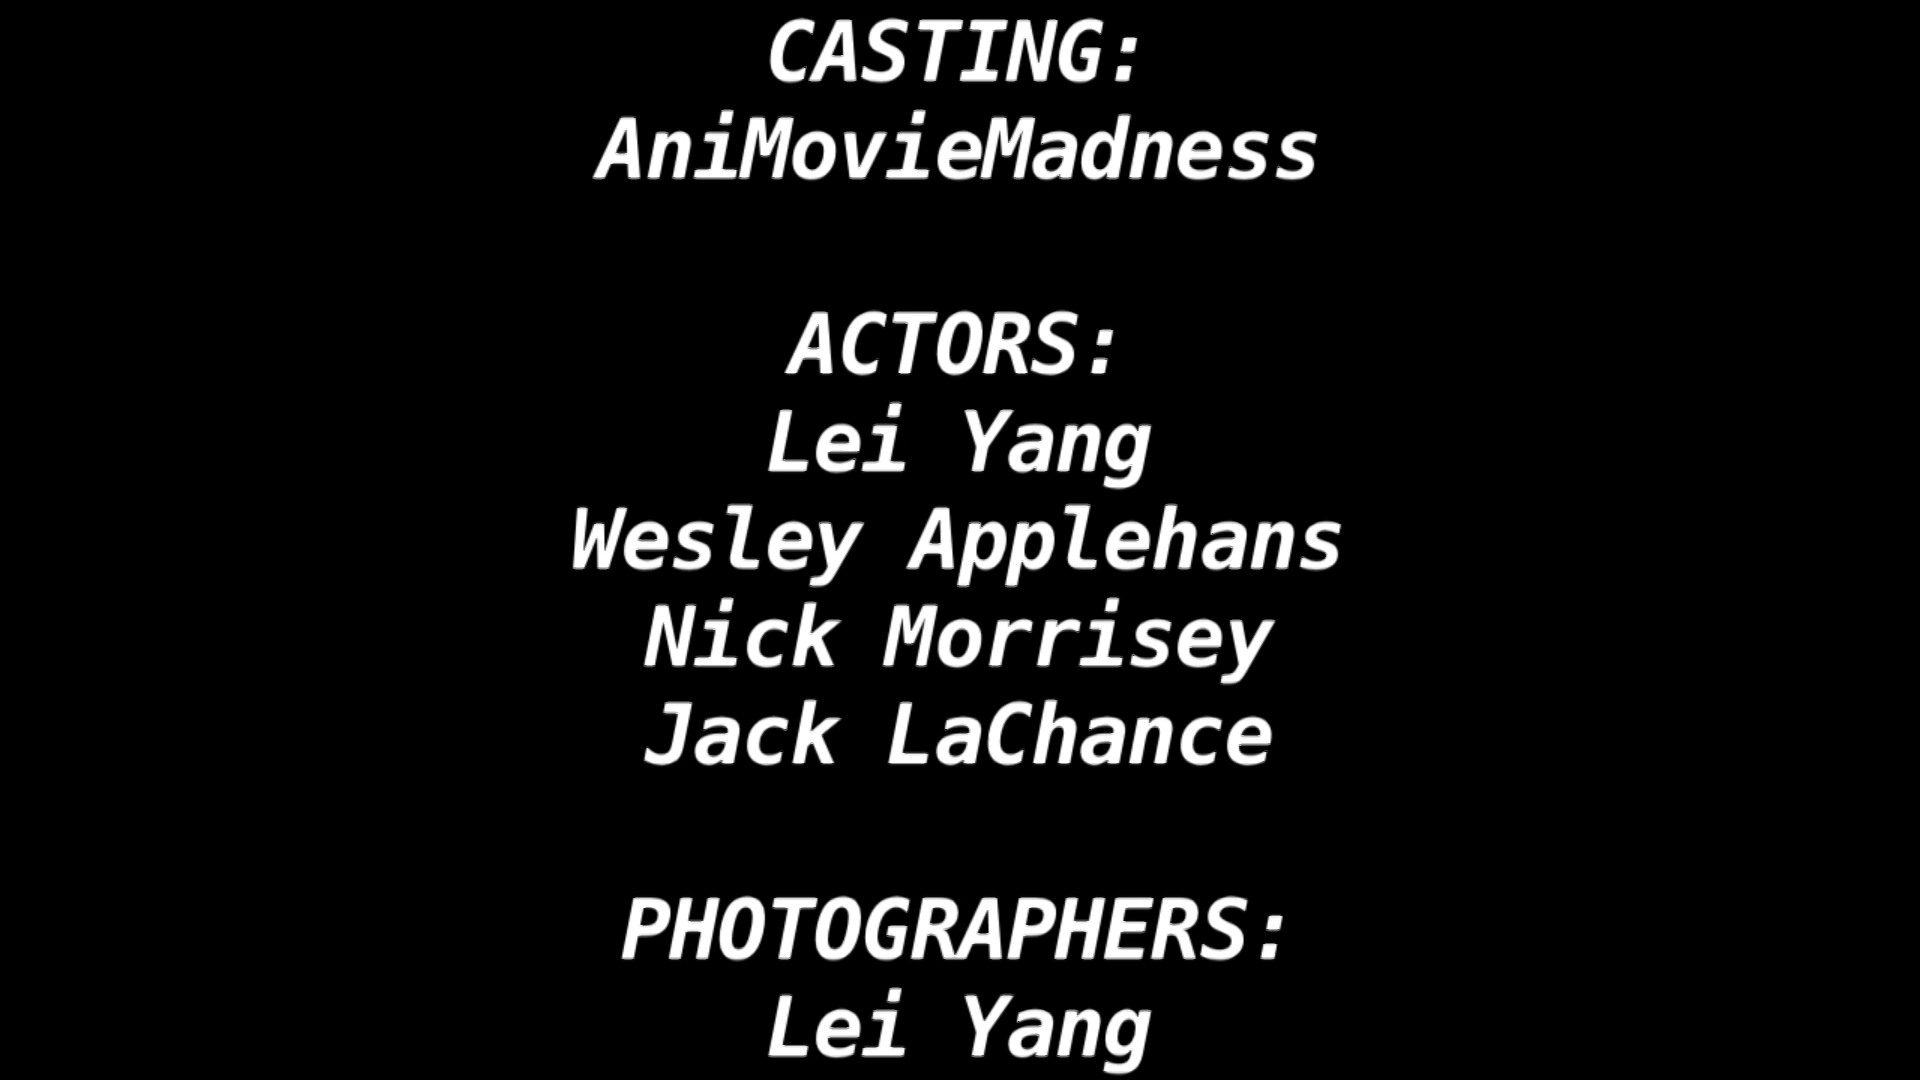 CASTING:
AniMovieMadness
ACTORS:
Lei Yang
Wesley Applehans
Nick Morrisey
Jack LaChance
PHOTOGRAPHERS:
Lei Yang